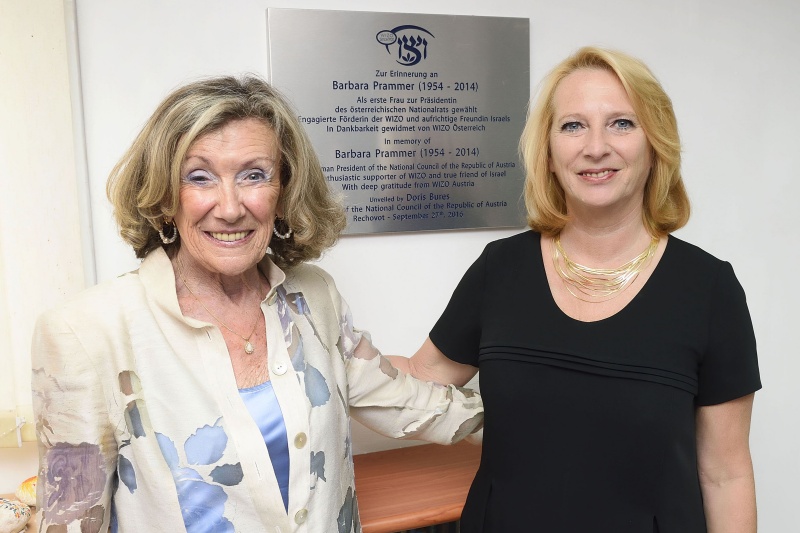 ויצו
Zur Erinnerung an
Barbara Prammer (1954 - 2014)
Als erste Frau zur Präsidentin
des österreichischen Nationalrats gewählt
Engagierte Förderin der WIZO und aufrichtige Freundin Israels
In Dankbarkeit gewidmet von WIZO Österreich
In memory of
Barbara Prammer (1954 - 2014)
President of the National Council of the Republic of Austria
supporter of WIZO and true friend of Israel
With deep gratitude from WIZO Austria
Unveiled by Doris Bures
of the National Council of the Republic of Austria
Rechovot - September 27th, 2016